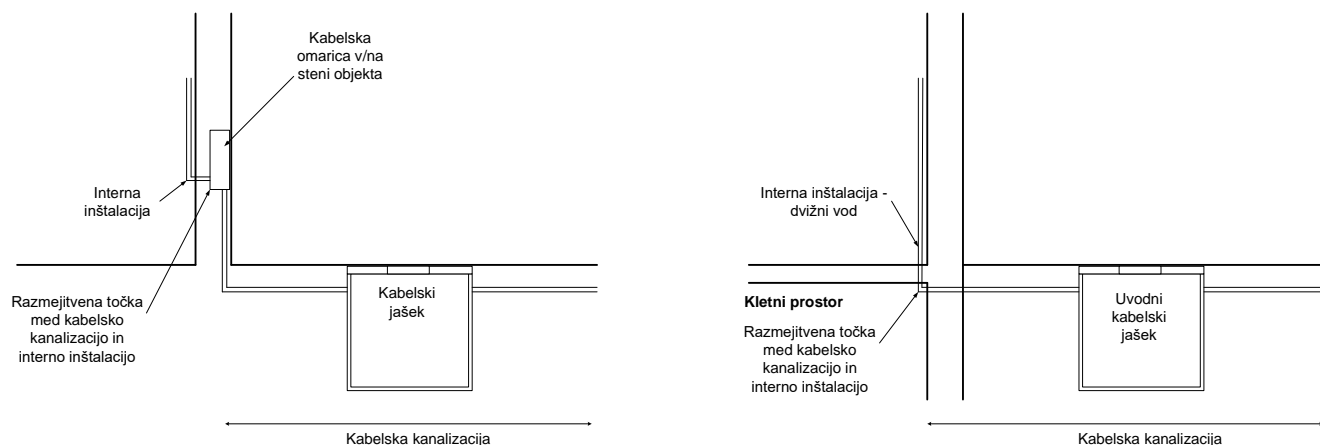 Kabelska
omarica v/na
steni objekta
Interna
inštalacija
Razmejitvena točka
med kabelsko
kanalizacijo in
interno inštalacijo
Kabelski
jašek
Kabelska kanalizacija
Interna inštalacija -
dvižni vod
Kletni prostor
Razmejitvena točka
med kabelsko
kanalizacijo in
interno inštalacijo
Uvodni
kabelski
jašek
Kabelska kanalizacija